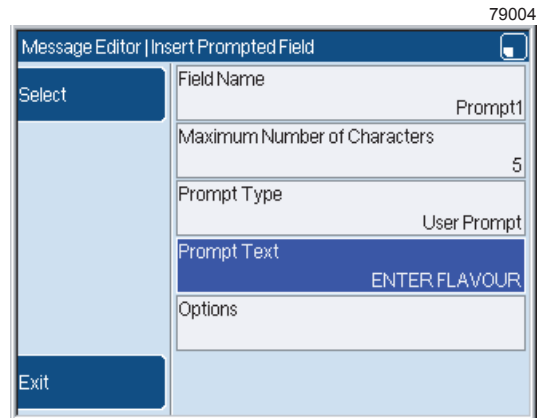 79004
Message Editor | Insert Prompted Field
Select
Field Name
Prompt1
Maximum Number of Characters
5
Prompt Type
User Prompt
Prompt Text
ENTER FLAVOUR
Options
Exit